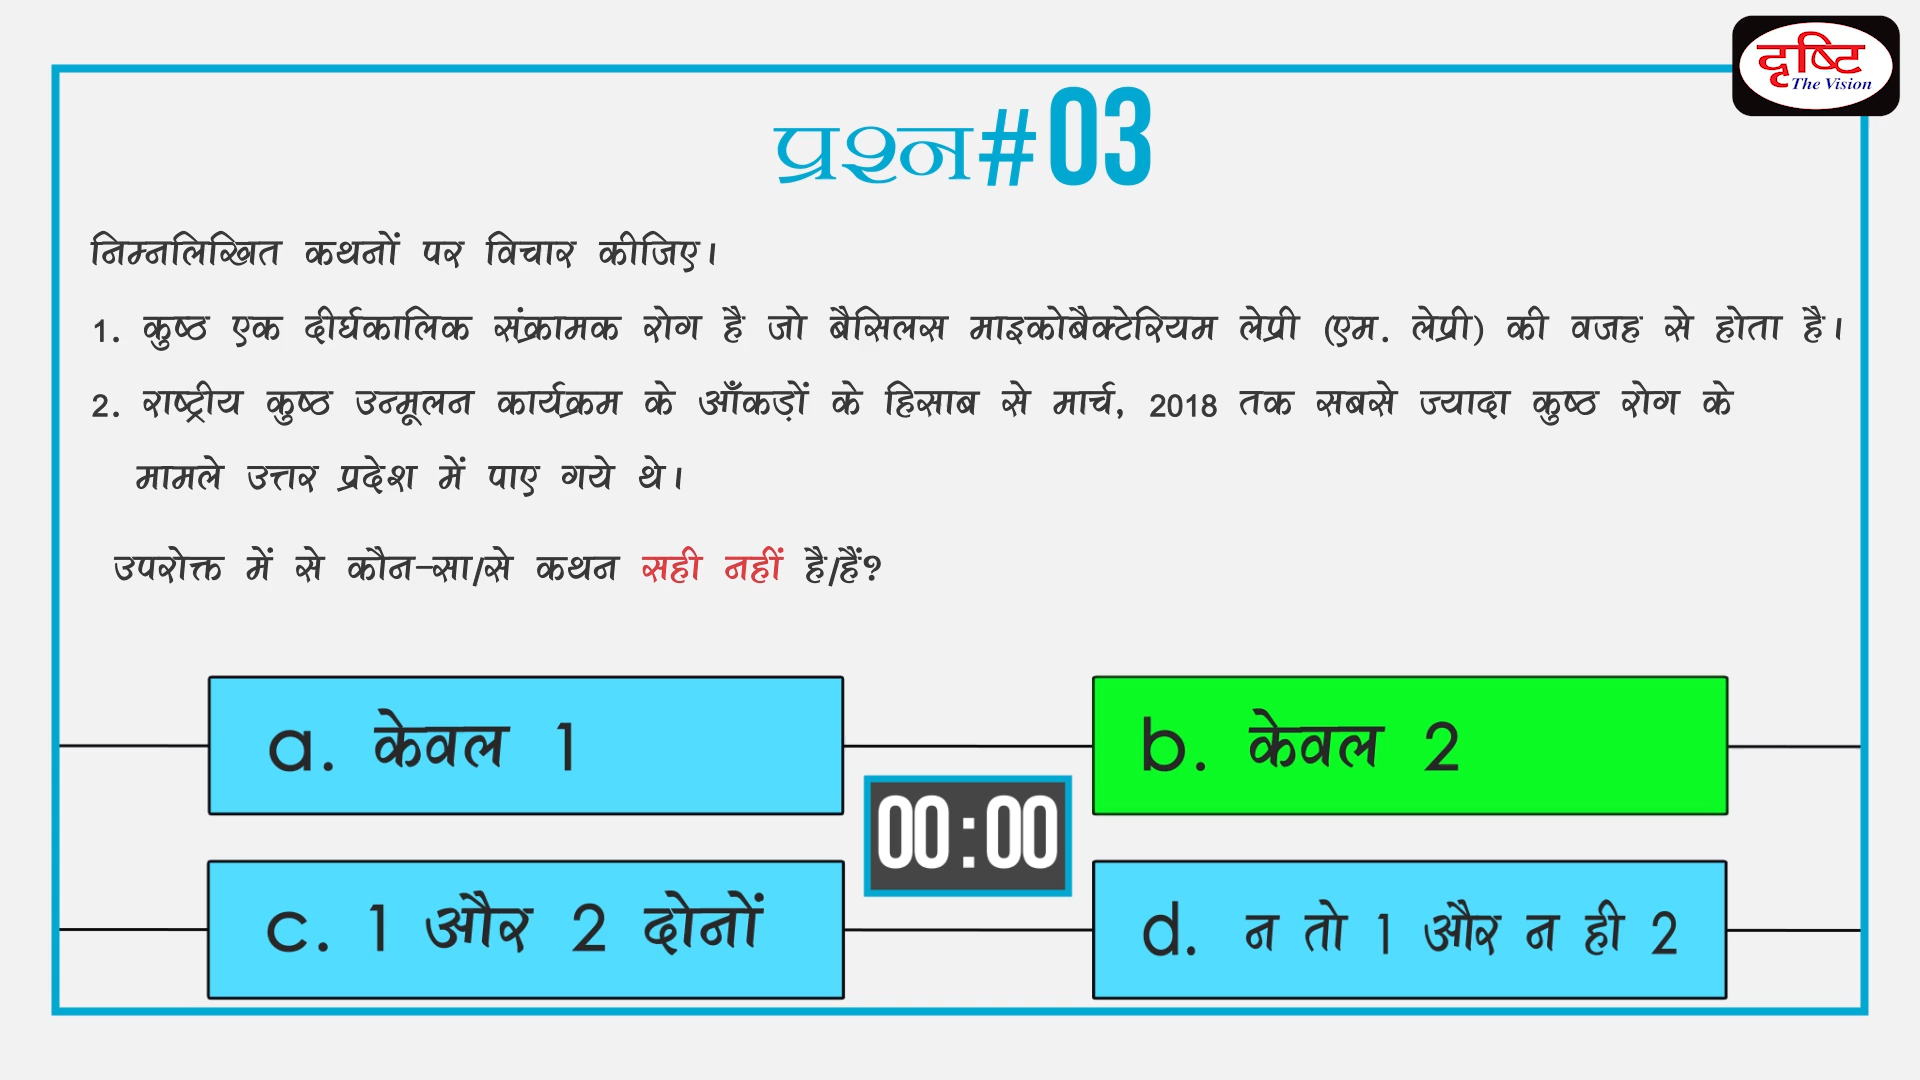 दृष्टि
The Vision
प्रश्न#03
निम्नलिखित कथनों पर विचार कीजिए।
1. कुष्ठ एक दीर्घकालिक संक्रामक रोग है जो बैसिलस माइकोबैक्टेरियम लेप्री (एम. लेप्री) की वजह से होता है।
2. राष्ट्रीय कुष्ठ उन्मूलन कार्यक्रम के आँकड़ों के हिसाब से मार्च, 2018 तक सबसे ज्यादा कुष्ठ रोग के
मामले उत्तर प्रदेश में पाए गये थे।
उपरोक्त में से कौन-सा/से कथन सही नहीं है/हैं?
a. केवल 1
b. केवल 2
00:00
c. 1 और 2 दोनों
d. न तो 1 और न ही 2